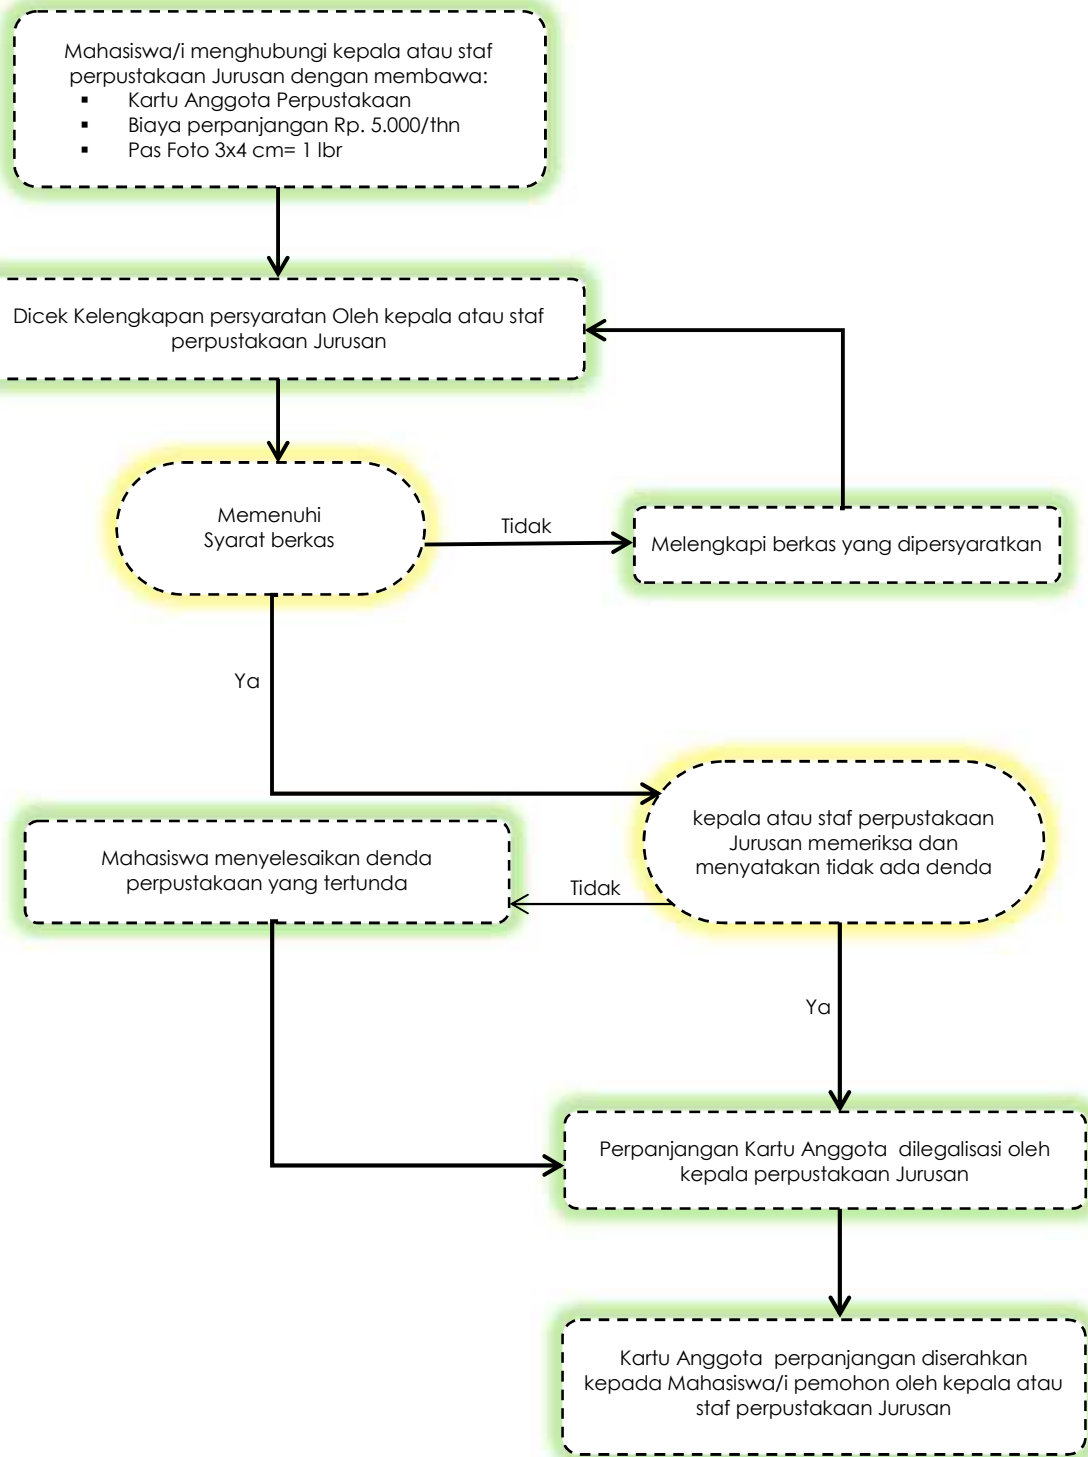 Mahasiswa/i menghubungi kepala atau staf
perpustakaan Jurusan dengan membawa:
▪ Kartu Anggota Perpustakaan
▪ Biaya perpanjangan Rp. 5.000/thn
▪ Pas Foto 3x4 cm= 1 lbr
Dicek Kelengkapan persyaratan Oleh kepala atau staf
perpustakaan Jurusan
Memenuhi
Syarat berkas
Tidak
Melengkapi berkas yang dipersyaratkan
Ya
kepala atau staf perpustakaan
Jurusan memeriksa dan
menyatakan tidak ada denda
Tidak
Mahasiswa menyelesaikan denda
perpustakaan yang tertunda
Ya
Perpanjangan Kartu Anggota  dilegalisasi oleh
kepala perpustakaan Jurusan
Kartu Anggota  perpanjangan diserahkan
kepada Mahasiswa/i pemohon oleh kepala atau
staf perpustakaan Jurusan